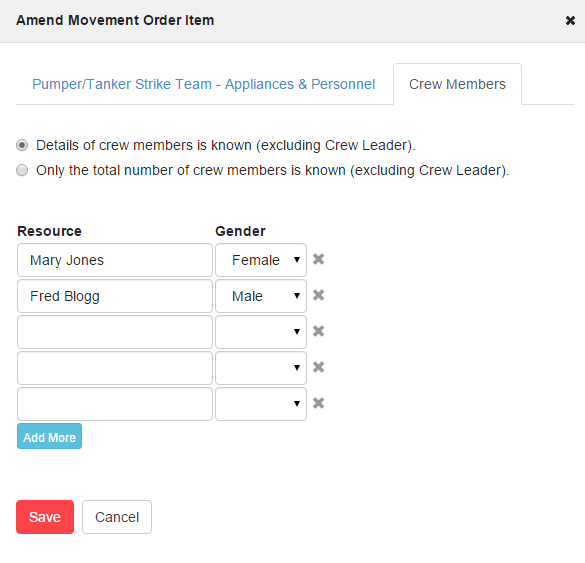 Amend Movement Order Item
Pumper/Tanker Strike Team - Appliances & Personnel
Crew Members
Details of crew members is known (excluding Crew Leader).
Only the total number of crew members is known (excluding Crew Leader).
Resource Gender
Mary Jones Female
Fred Blogg Male
Add More
Save Cancel